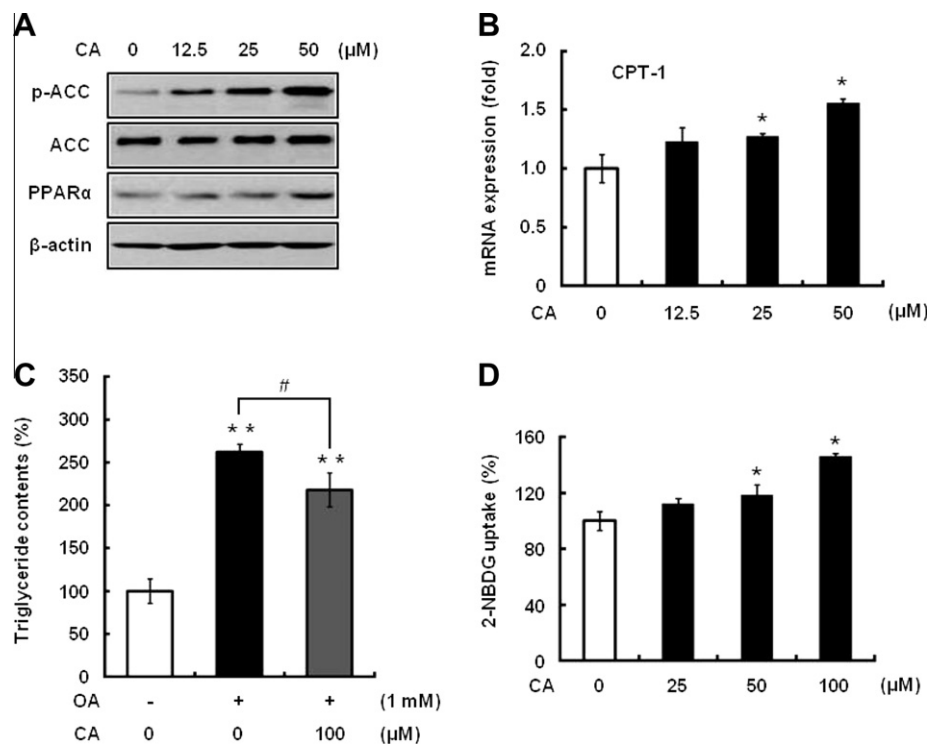 A
CA 0 12.5 25 50 (μM)
p-ACC
ACC
PPARα
β-actin
B
2.0
1.5
1.0
0.5
0
mRNA expression (fold)
CPT-1
*
*
CA 0 12.5 25 50 (μM)
C
350
300
250
200
150
100
50
0
Triglyceride contents (%)
#
**
**
OA - + + (1 mM)
CA 0 0 100 (μM)
D
160
120
80
40
0
2-NBDG uptake (%)
*
*
CA 0 25 50 100 (μM)